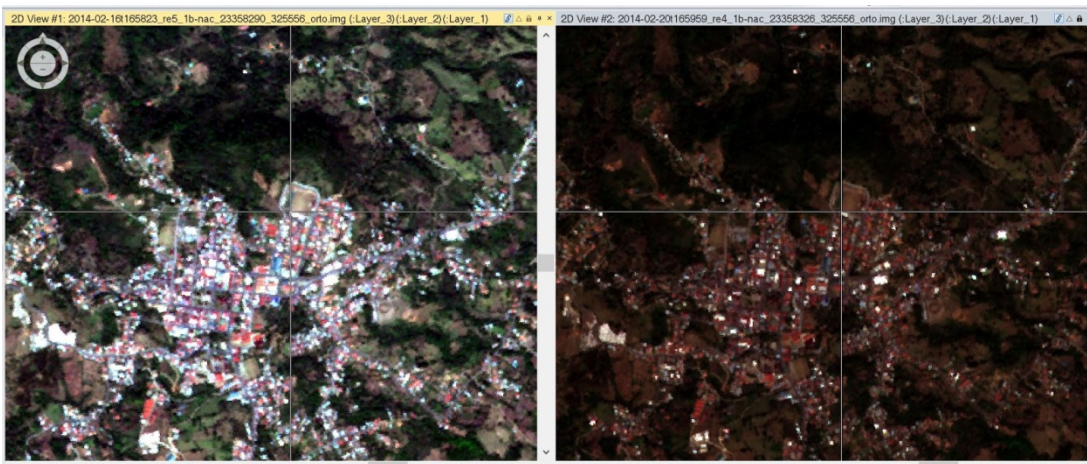 2D View #1: 2014-02-16t165823_re5_1b-nac_23358290_325556_orto.img (:Layer_3)(:Layer_2)(:Layer_1)
2D View #2: 2014-02-20t165959_re4_1b-nac_23358326_325556_orto.img (:Layer_3)(:Layer_2)(:Layer_1)